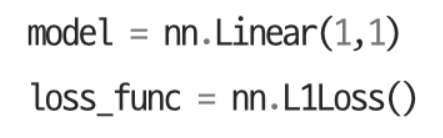 model = nn.Linear(1,1)
loss_func = nn.L1Loss()